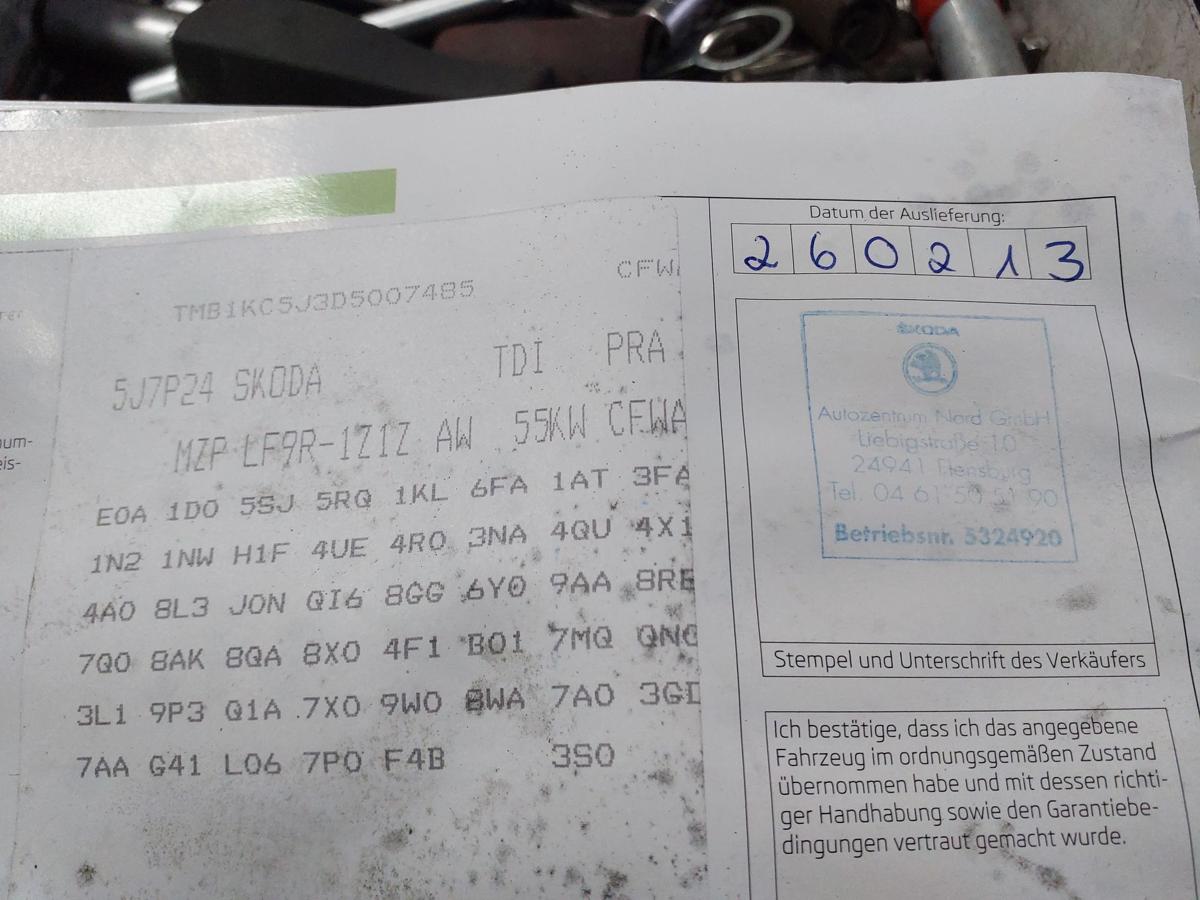 CFWA
TMB1KC5J3D5007485
5J7P24 SKODA TDI PRA
MZP LF9R-1Z1Z AW 55KW CFWA
E0A 1D0 5SJ 5RQ 1KL 6FA 1AT 3FA
1N2 1NW H1F 4UE 4R0 3NA 4QU 4X1
4A0 8L3 J0N QI6 8GG 6Y0 9AA 8RE
7Q0 8AK 8QA 8X0 4F1 B01 7MQ
3L1 9P3 Q1A 7X0 9W0 8WA 7A0 3GD
7AA G41 L06 7P0 F4B 3S0
Datum der Auslieferung:
260213
ŠKODA
Autozentrum Nord GmbH
Liebigstraße 10
24941 Flensburg
Tel. 04 61 50 51 90
Betriebsnr. 5324920
Stempel und Unterschrift des Verkäufers
Ich bestätige, dass ich das angegebene
Fahrzeug im ordnungsgemäßen Zustand
übernommen habe und mit dessen richti-
ger Handhabung sowie den Garantiebe-
dingungen vertraut gemacht wurde.